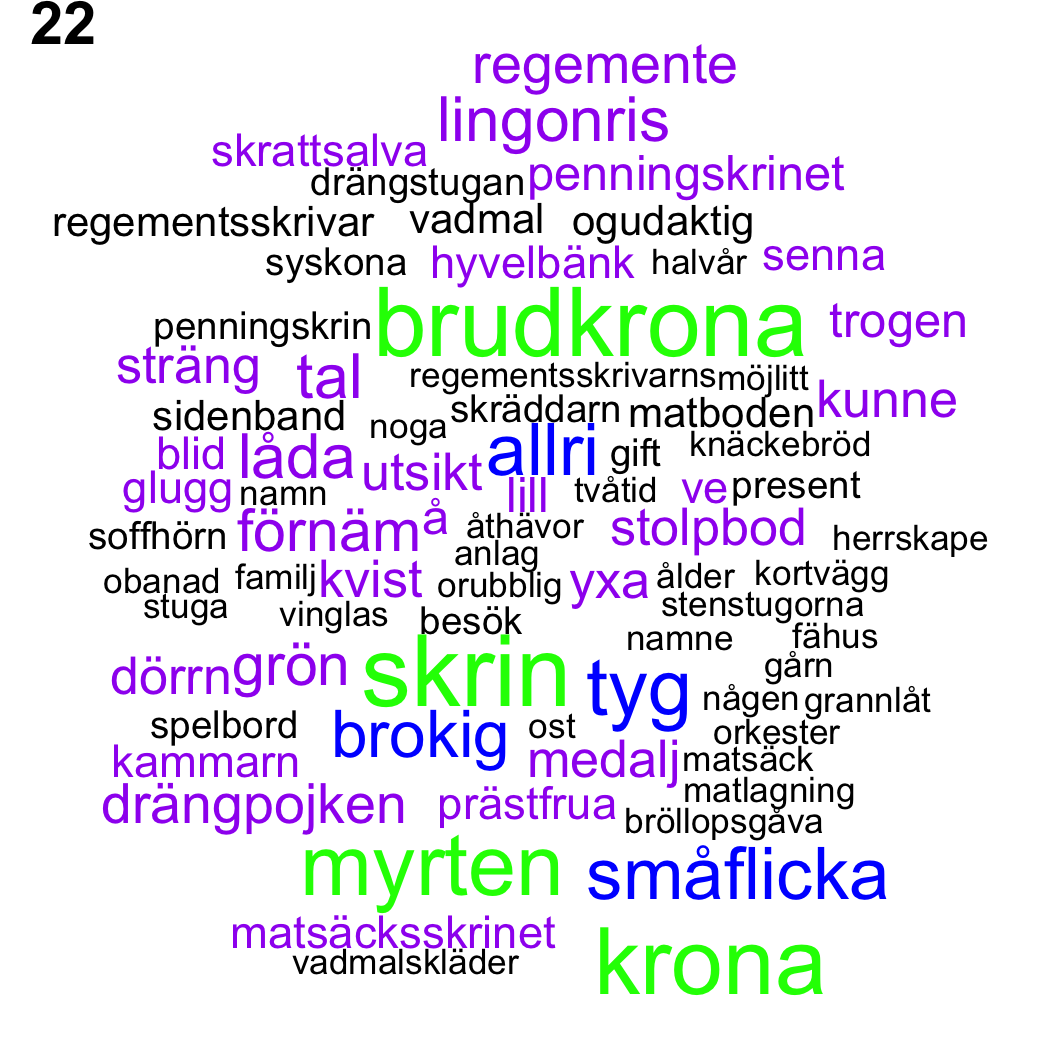 22
regemente
lingonris
skrattsalva
drängstugan penningskrinet
regementsskrivar vadmal ogudaktig
syskona hyvelbänk halvår senna
penningskrin brudkrona trogen
sträng tal regementsskrivarns möjlitt
sidenband noga skräddarn matboden kunne
blid låda utsikt allri gift knäckebröd
glugg namn lill tvåtid ve present
soffhörn förnäm å åthävor stolpbod herrskape
anlag
obanad familj kvist orubblig yxa ålder kortvägg
stuga vinglas besök stenstugorna
namne fähus
dörrn grön skrin tyg gårn
någen grannlåt
spelbord brokig ost orkester
kammarn medalj matsäck
drängpojken prästfrua matlagning
bröllopsgåva
myrten småflicka
matsäcksskrinet
vadmalskläder krona